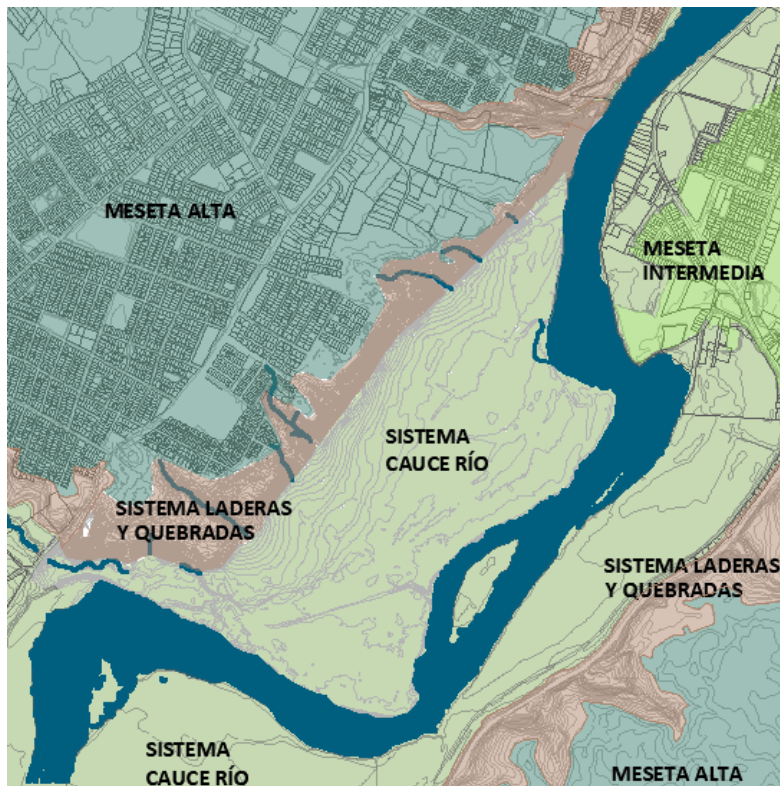 MESETA ALTA
MESETA
INTERMEDIA
SISTEMA
CAUCE RÍO
SISTEMA LADERAS
Y QUEBRADAS
SISTEMA LADERAS
Y QUEBRADAS
SISTEMA
CAUCE RÍO
MESETA ALTA